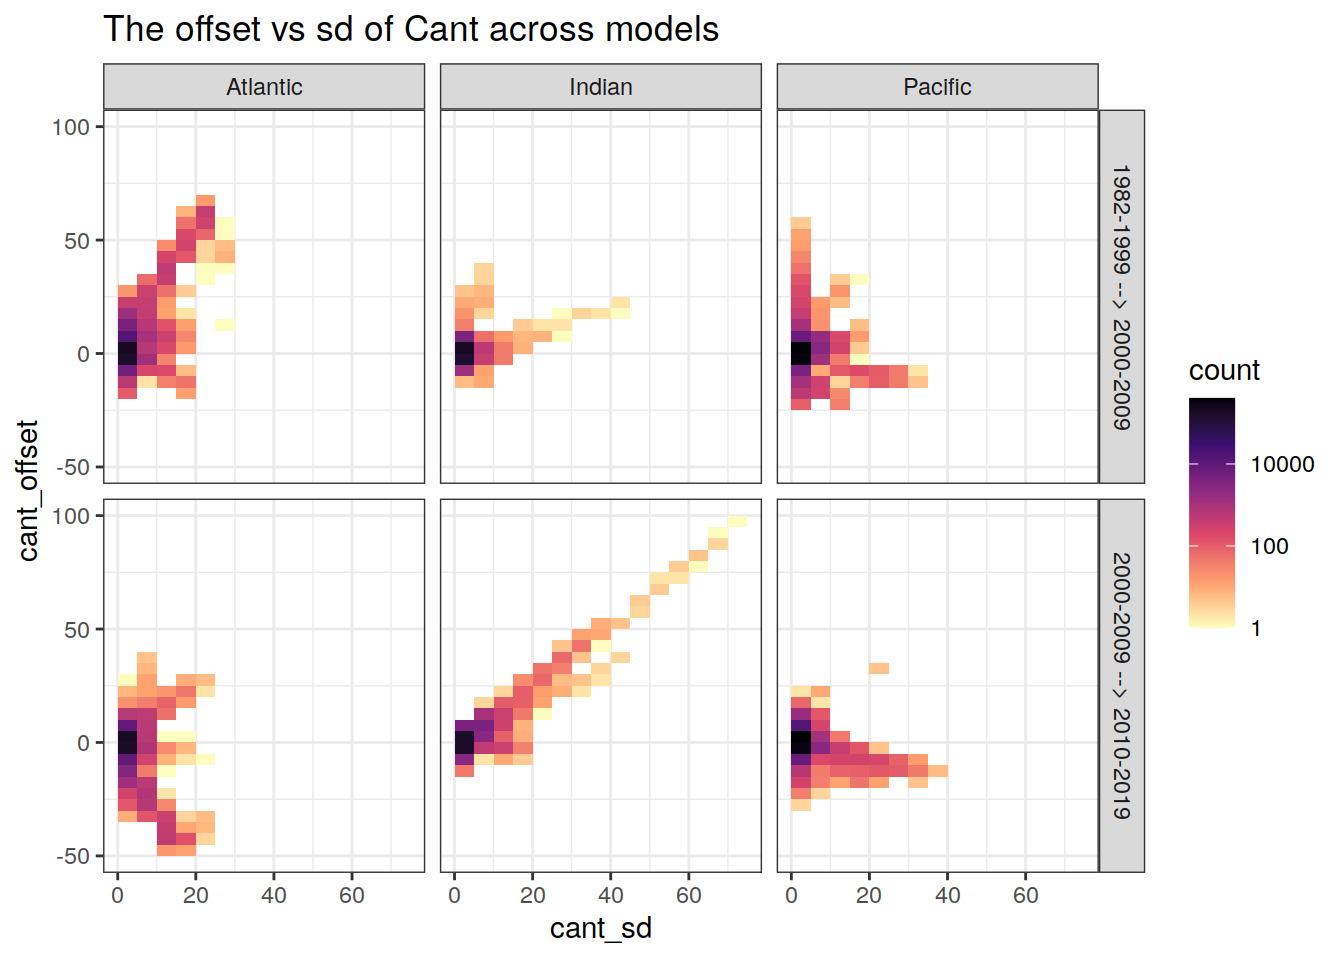 The offset vs sd of Cant across models
Atlantic
Indian
Pacific
100
50
0
-50
1982-1999 --> 2000-2009
100
50
0
-50
2000-2009 --> 2010-2019
cant_offset
0 20 40 60
0 20 40 60
0 20 40 60
cant_sd
count
10000
100
1